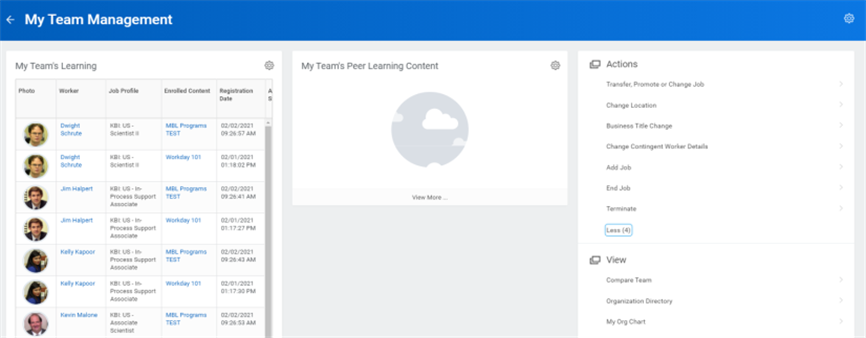 My Team Management
My Team's Learning
Photo Worker Job Profile Enrolled Content Registration Date A S
Dwight Schrute KBI: US - Scientist II MBL Programs TEST 02/02/2021 09:26:57 AM
Dwight Schrute KBI: US - Scientist II Workday 101 02/01/2021 01:18:02 PM
Jim Halpert KBI: US - In-Process Support Associate MBL Programs TEST 02/02/2021 09:26:41 AM
Jim Halpert KBI: US - In-Process Support Associate Workday 101 02/01/2021 01:17:27 PM
Kelly Kapoor KBI: US - In-Process Support Associate MBL Programs TEST 02/02/2021 09:26:43 AM
Kelly Kapoor KBI: US - In-Process Support Associate Workday 101 02/01/2021 01:17:30 PM
Kevin Malone KBI: US - Associate Scientist MBL Programs TEST 02/02/2021 09:26:53 AM
My Team's Peer Learning Content
View More ...
Actions
Transfer, Promote or Change Job
Change Location
Business Title Change
Change Contingent Worker Details
Add Job
End Job
Terminate
Less (4)
View
Compare Team
Organization Directory
My Org Chart